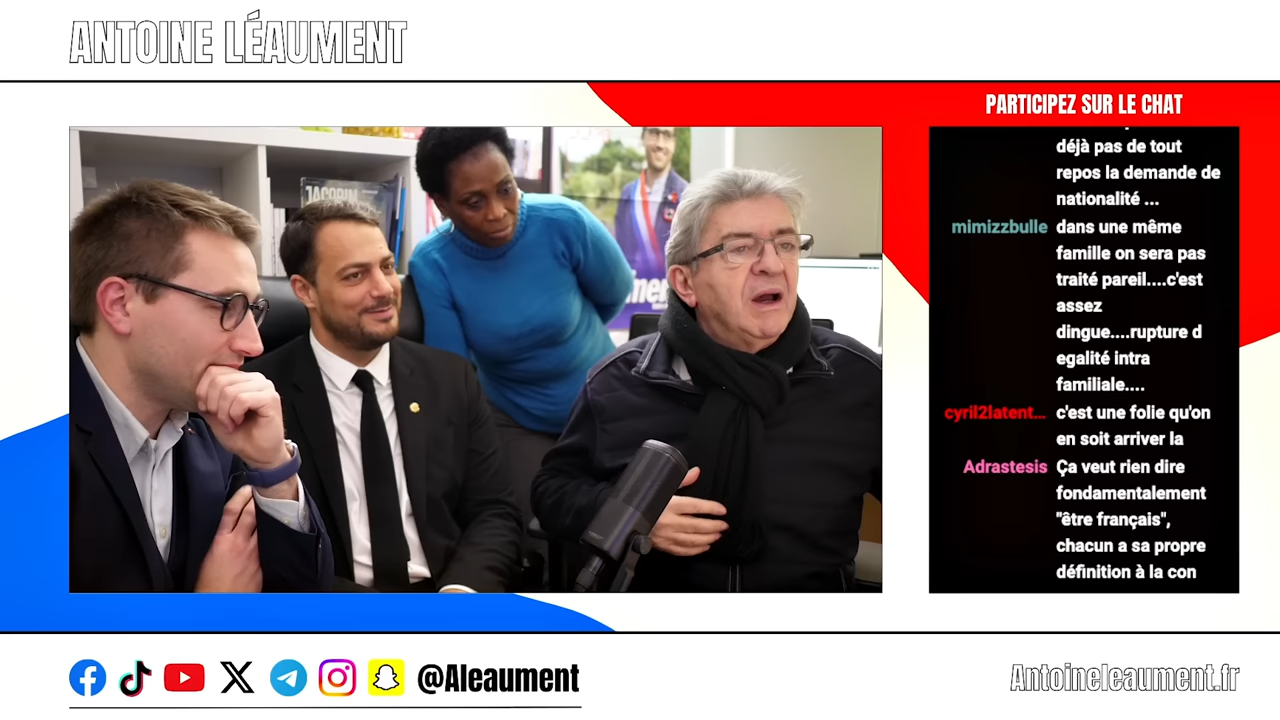 ANTOINE LÉAUMENT
PARTICIPEZ SUR LE CHAT
JACOBIN
déjà pas de tout
repos la demande de
nationalité ...
mimizzbulle dans une même
famille on sera pas
traité pareil....c'est
assez
dingue....rupture d
egalité intra
familiale....
cyril2latent... c'est une folie qu'on
en soit arriver la
Adrastesis Ça veut rien dire
fondamentalement
"être français",
chacun a sa propre
définition à la con
@Aleaument
Antoineleaument.fr